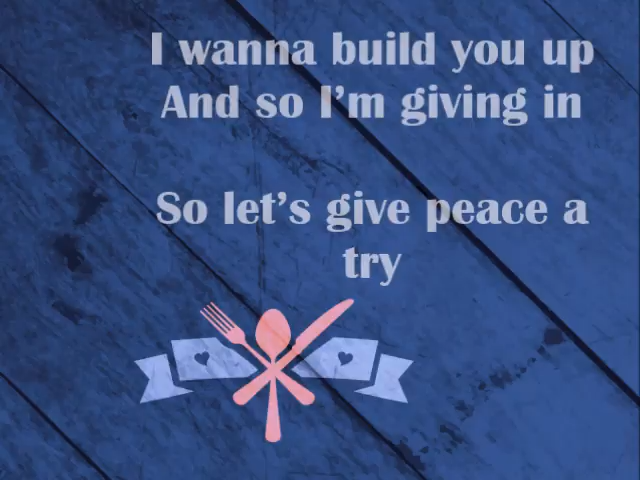 I wanna build you up
And so I'm giving in
So let's give peace a
try